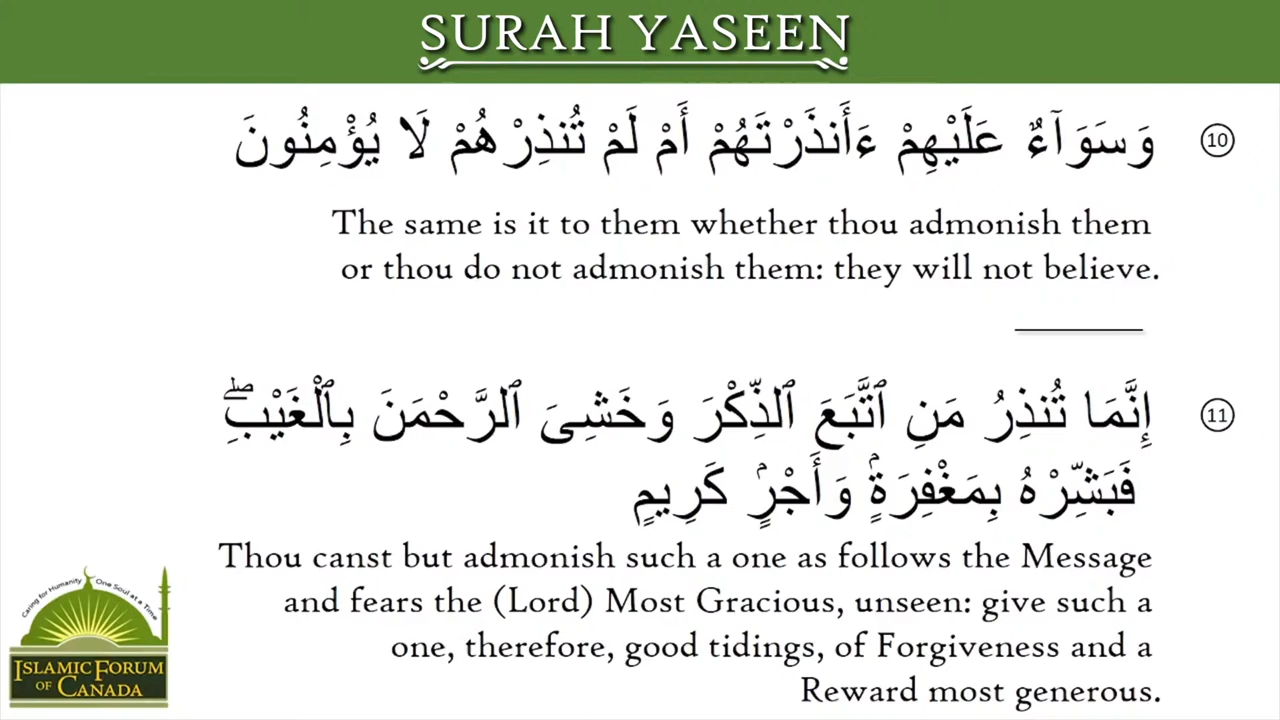 SURAH YASEEN
وَسَوَآءٌ عَلَيْهِمْ ءَأَنذَرْتَهُمْ أَمْ لَمْ تُنذِرْهُمْ لَا يُؤْمِنُونَ ⑩
The same is it to them whether thou admonish them
or thou do not admonish them: they will not believe.
إِنَّمَا تُنذِرُ مَنِ ٱتَّبَعَ ٱلذِّكْرَ وَخَشِىَ ٱلرَّحْمَنَ بِٱلْغَيْبِۖ ⑪
فَبَشِّرْهُ بِمَغْفِرَةٍۢ وَأَجْرٍۢ كَرِيمٍ
Thou canst but admonish such a one as follows the Message
and fears the (Lord) Most Gracious, unseen: give such a
one, therefore, good tidings, of Forgiveness and a
Reward most generous.
Caring for Humanity One Soul at a Time
ISLAMIC FORUM
OF CANADA